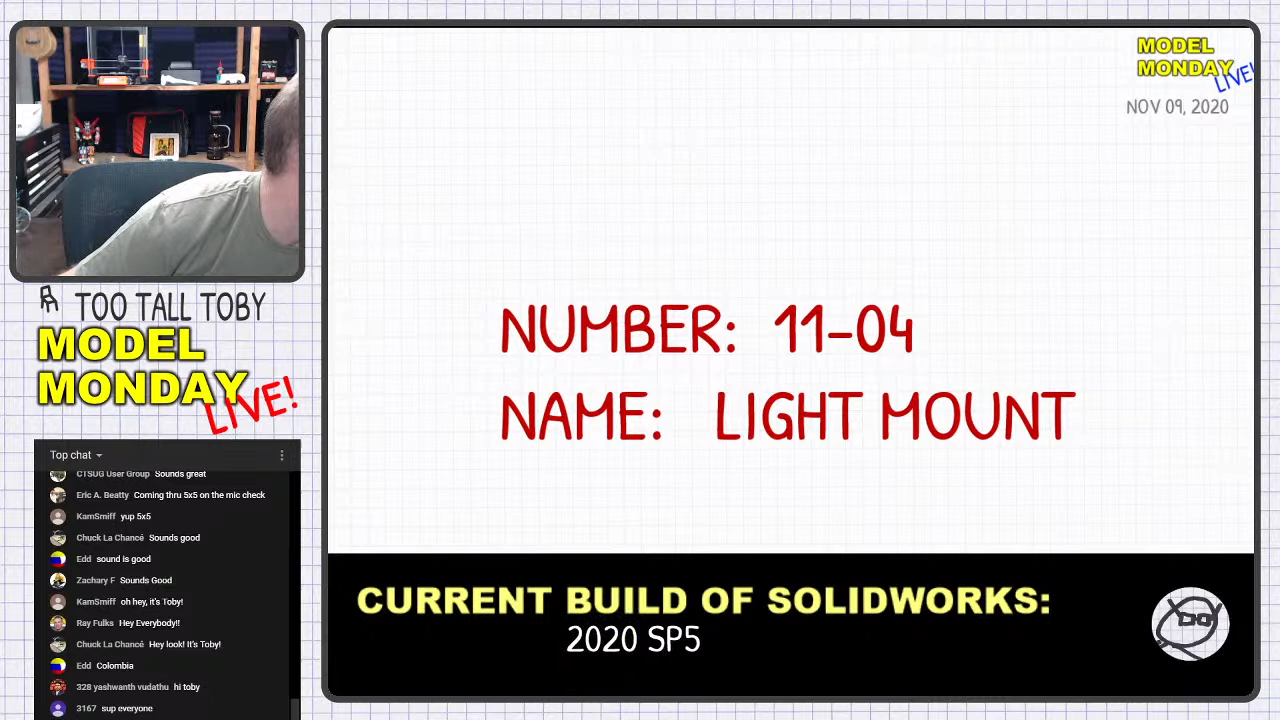 TOO TALL TOBY
MODEL
MONDAY
LIVE!
Top chat
CTSUG User Group Sounds great
Eric A. Beatty Coming thru 5x5 on the mic check
KamSmiff yup 5x5
Chuck La Chancé Sounds good
Edd sound is good
Zachary F Sounds Good
KamSmiff oh hey, it's Toby!
Ray Fulks Hey Everybody!!
Chuck La Chancé Hey look! It's Toby!
Edd Colombia
328 yashwanth vudathu hi toby
3167 sup everyone
MODEL
MONDAY
LIVE!
NOV 09, 2020
NUMBER: 11-04
NAME: LIGHT MOUNT
CURRENT BUILD OF SOLIDWORKS:
2020 SP5